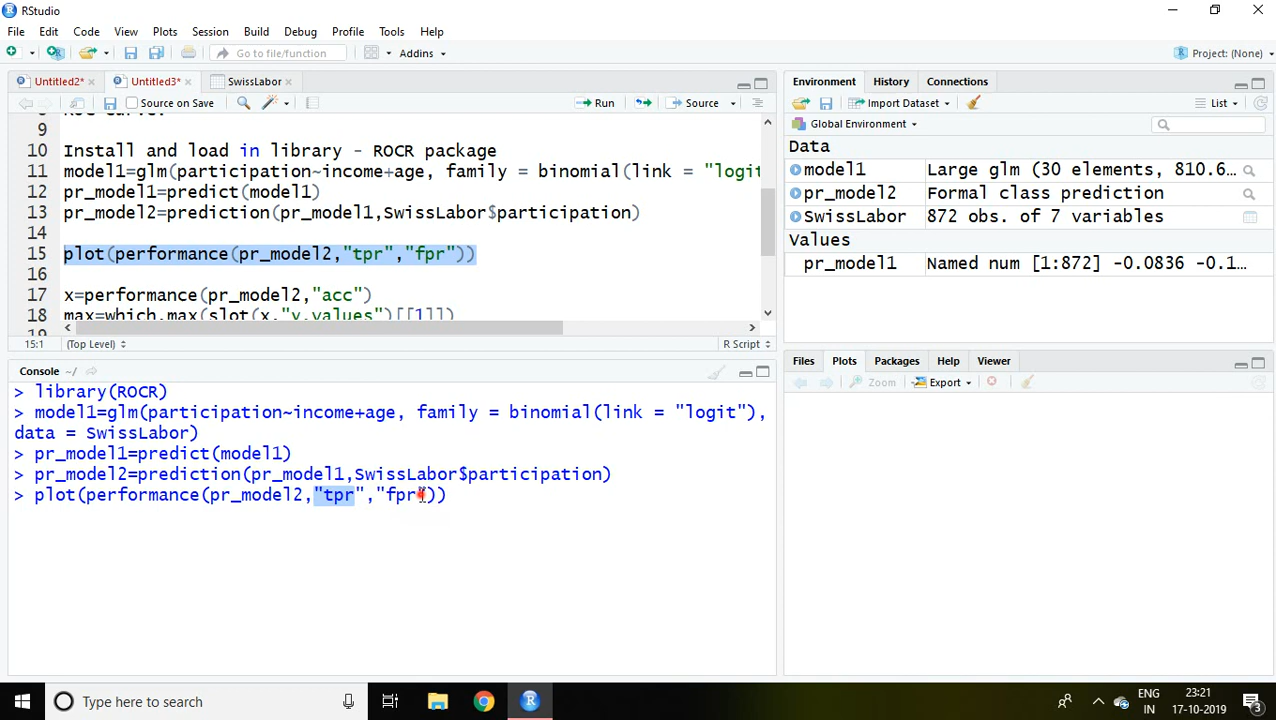 RStudio
File Edit Code View Plots Session Build Debug Profile Tools Help
Go to file/function Addins Project: (None)
Untitled2* Untitled3* SwissLabor
Source on Save Run Source
9
10 Install and load in library - ROCR package
11 model1=glm(participation~income+age, family = binomial(link = "logit
12 pr_model1=predict(model1)
13 pr_model2=prediction(pr_model1,SwissLabor$participation)
14
15 plot(performance(pr_model2,"tpr","fpr"))
16
17 x=performance(pr_model2,"acc")
18 max=which.max(slot(x,"y.values")[[1]])
15:1 (Top Level) R Script
Console ~/
> library(ROCR)
> model1=glm(participation~income+age, family = binomial(link = "logit"),
data = SwissLabor)
> pr_model1=predict(model1)
> pr_model2=prediction(pr_model1,SwissLabor$participation)
> plot(performance(pr_model2,"tpr","fpr"))
Environment History Connections
Import Dataset List
Global Environment
Data
model1 Large glm (30 elements, 810.6…
pr_model2 Formal class prediction
SwissLabor 872 obs. of 7 variables
Values
pr_model1 Named num [1:872] -0.0836 -0.1…
Files Plots Packages Help Viewer
Zoom Export
Type here to search
ENG 23:21
IN 17-10-2019
3